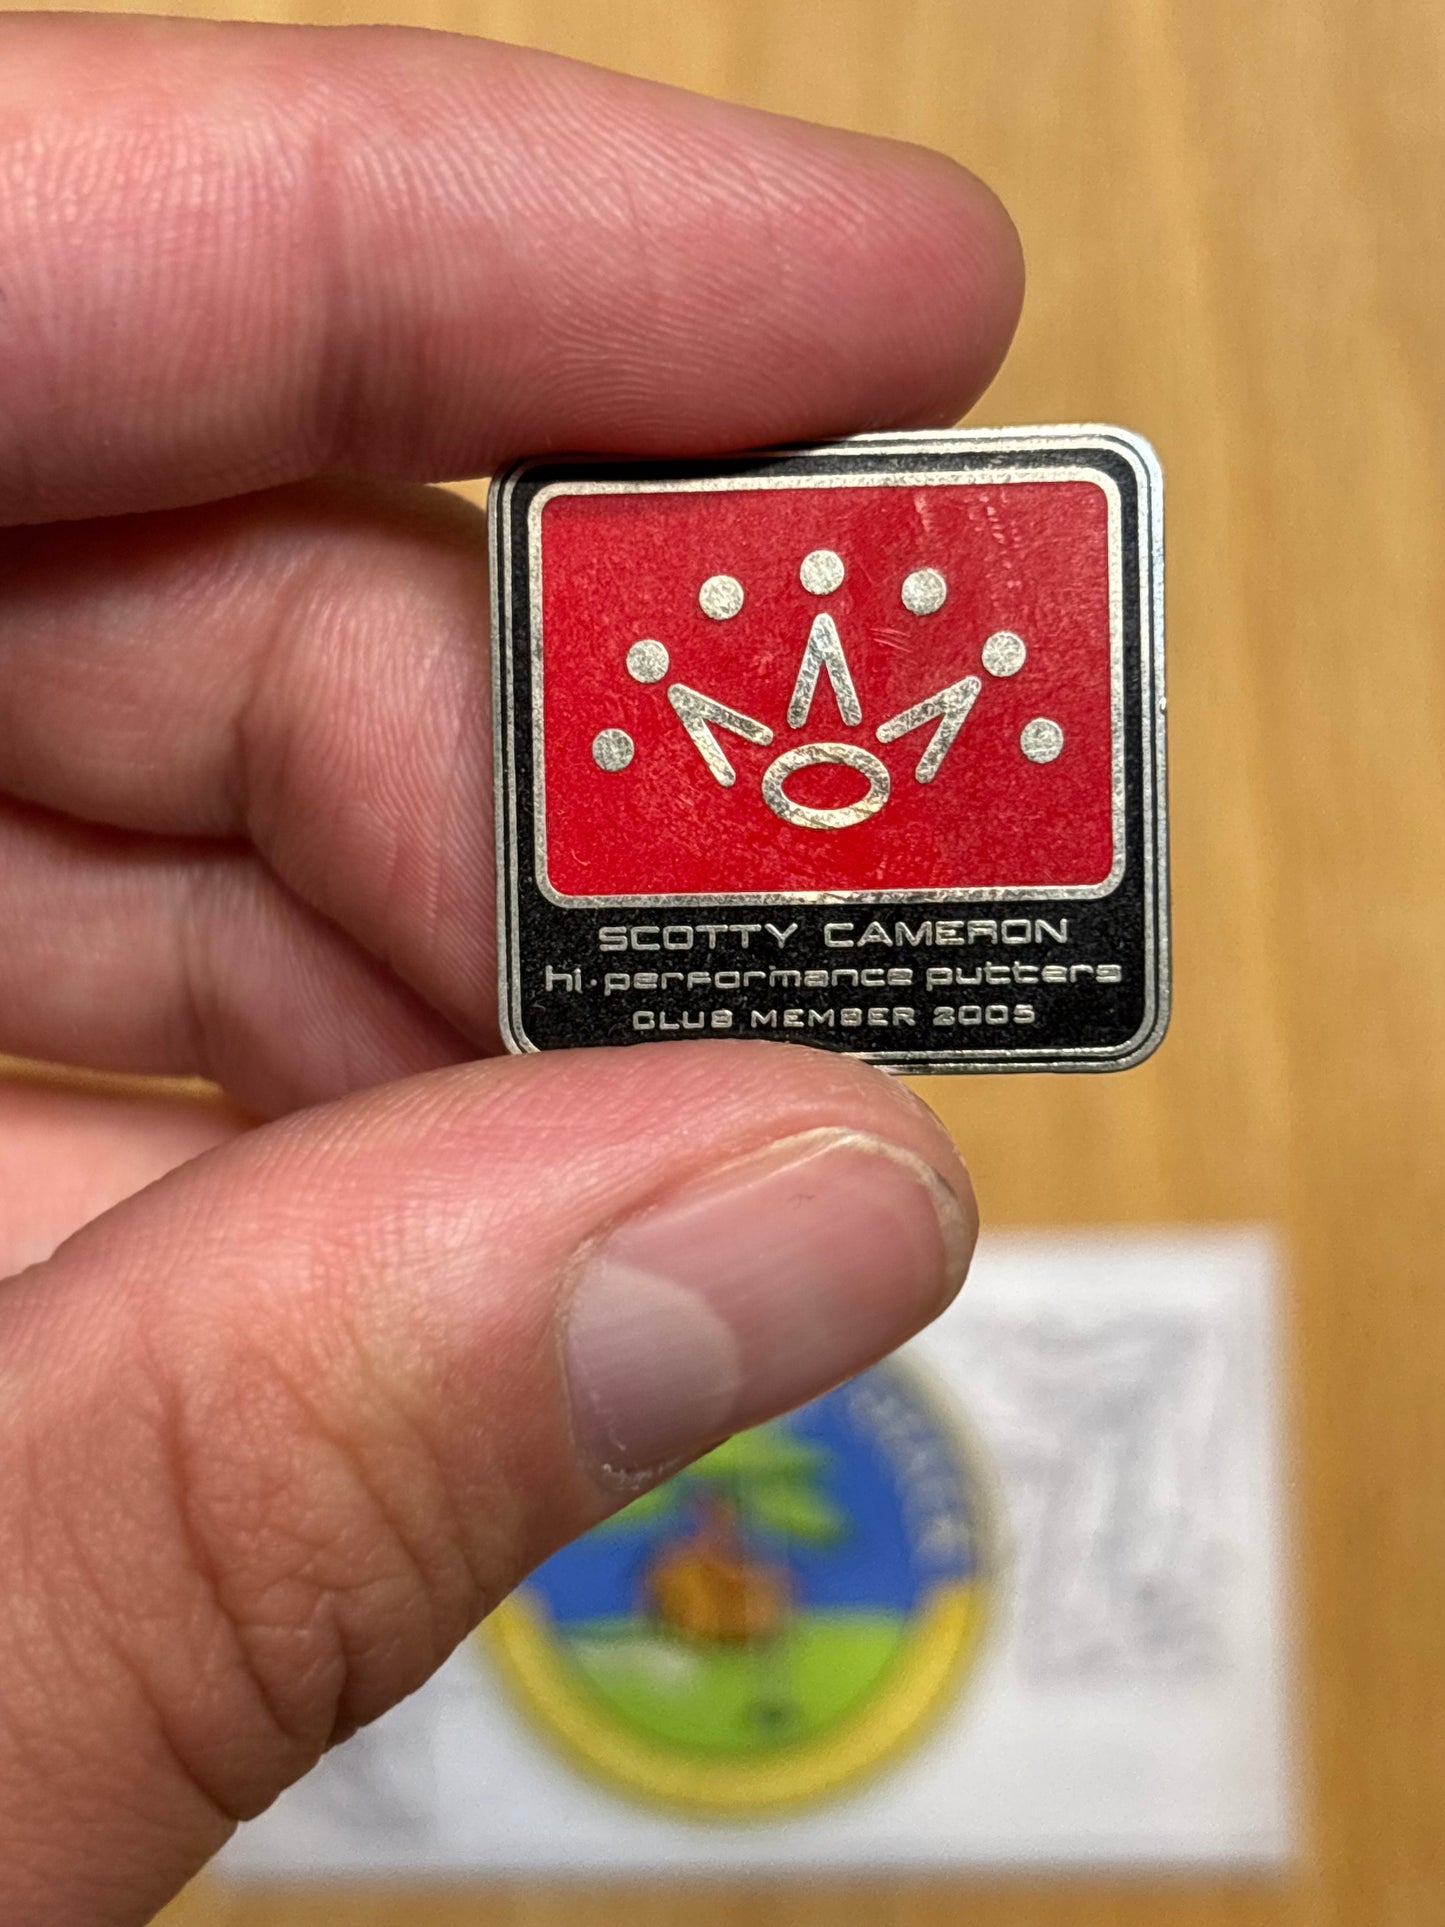 SCOTTY CAMERON
hi·performance putters
CLUB MEMBER 2005